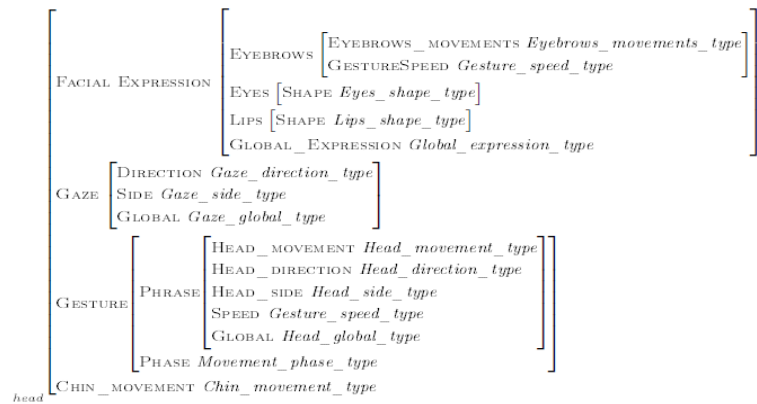 EYEBROWS_MOVEMENTS Eyebrows_movements_type
EYEBROWS
GESTURESPEED Gesture_speed_type
FACIAL EXPRESSION
EYES [SHAPE Eyes_shape_type]
LIPS [SHAPE Lips_shape_type]
GLOBAL_EXPRESSION Global_expression_type
DIRECTION Gaze_direction_type
GAZE SIDE Gaze_side_type
GLOBAL Gaze_global_type
HEAD_MOVEMENT Head_movement_type
HEAD_DIRECTION Head_direction_type
GESTURE PHRASE HEAD_SIDE Head_side_type
SPEED Gesture_speed_type
GLOBAL Head_global_type
PHASE Movement_phase_type
CHIN_MOVEMENT Chin_movement_type
head